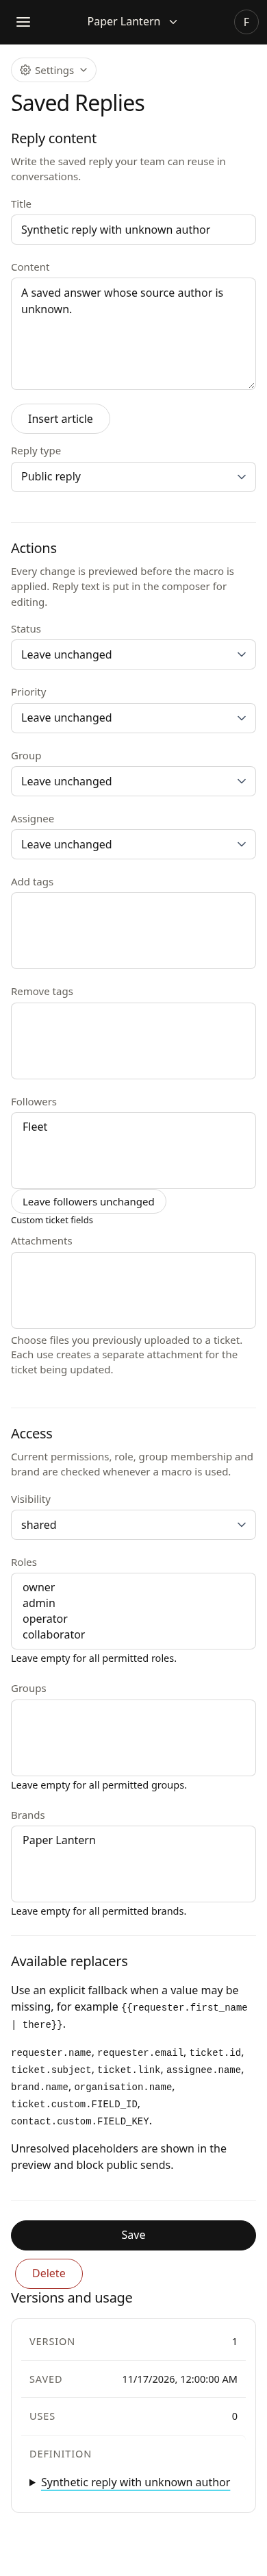 Paper Lantern
F
Settings
Saved Replies
Reply content
Write the saved reply your team can reuse in
conversations.
Title
Synthetic reply with unknown author
Content
A saved answer whose source author is
unknown.
Insert article
Reply type
Public reply
Actions
Every change is previewed before the macro is
applied. Reply text is put in the composer for
editing.
Status
Leave unchanged
Priority
Leave unchanged
Group
Leave unchanged
Assignee
Leave unchanged
Add tags
Remove tags
Followers
Fleet
Leave followers unchanged
Custom ticket fields
Attachments
Choose files you previously uploaded to a ticket.
Each use creates a separate attachment for the
ticket being updated.
Access
Current permissions, role, group membership and
brand are checked whenever a macro is used.
Visibility
shared
Roles
owner
admin
operator
collaborator
Leave empty for all permitted roles.
Groups
Leave empty for all permitted groups.
Brands
Paper Lantern
Leave empty for all permitted brands.
Available replacers
Use an explicit fallback when a value may be
missing, for example {{requester.first_name
| there}}.
requester.name, requester.email, ticket.id,
ticket.subject, ticket.link, assignee.name,
brand.name, organisation.name,
ticket.custom.FIELD_ID,
contact.custom.FIELD_KEY.
Unresolved placeholders are shown in the
preview and block public sends.
Save
Delete
Versions and usage
VERSION 1
SAVED 11/17/2026, 12:00:00 AM
USES 0
DEFINITION
Synthetic reply with unknown author